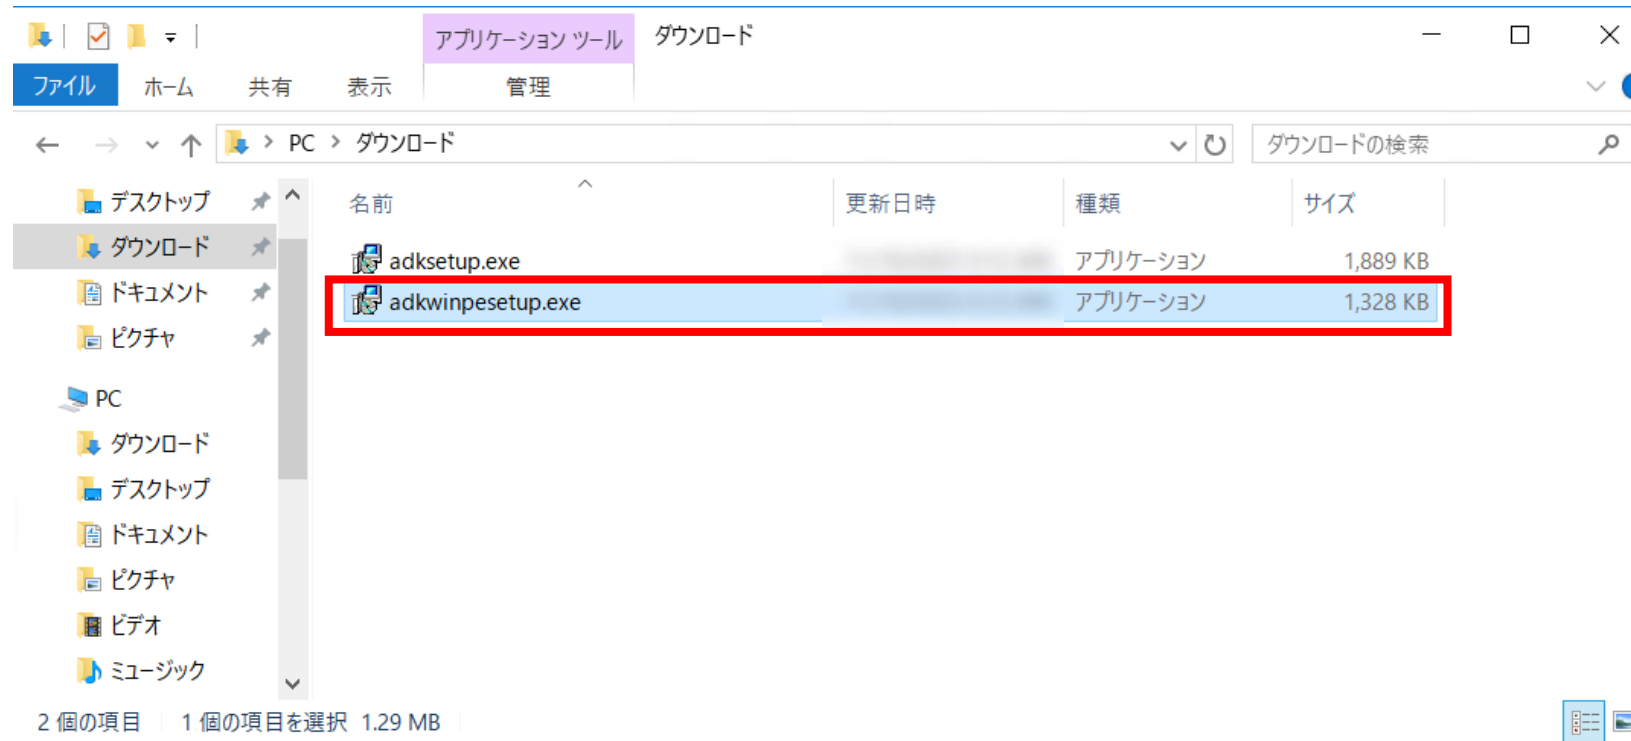 アプリケーション ツール ダウンロード
ファイル ホーム 共有 表示 管理
PC ダウンロード ダウンロードの検索
名前 更新日時 種類 サイズ
adksetup.exe アプリケーション 1,889 KB
adkwinpesetup.exe アプリケーション 1,328 KB
デスクトップ
ダウンロード
ドキュメント
ピクチャ
PC
ダウンロード
デスクトップ
ドキュメント
ピクチャ
ビデオ
ミュージック
2 個の項目 1 個の項目を選択 1.29 MB